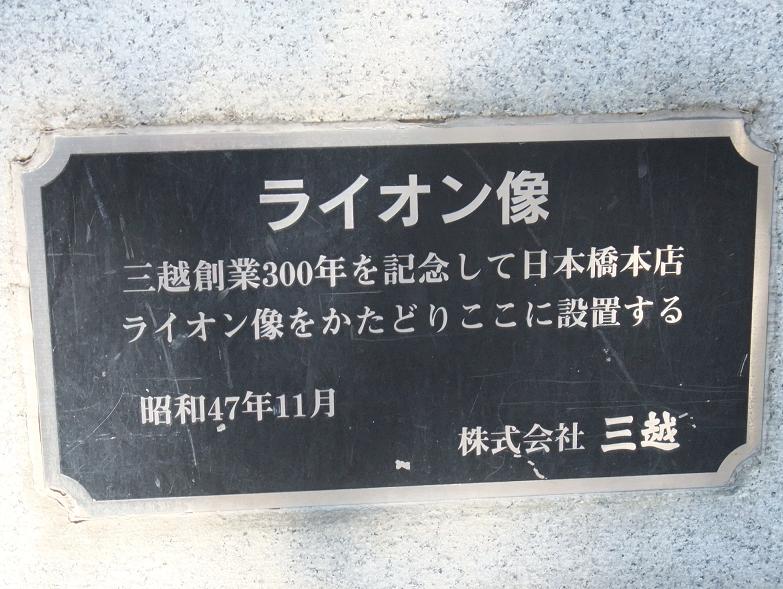 ライオン像
三越創業300年を記念して日本橋本店
ライオン像をかたどりここに設置する
昭和47年11月
株式会社 三越